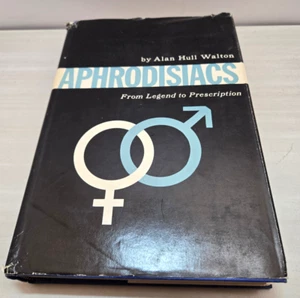 by Alan Hull Walton
APHRODISIACS
From Legend to Prescription